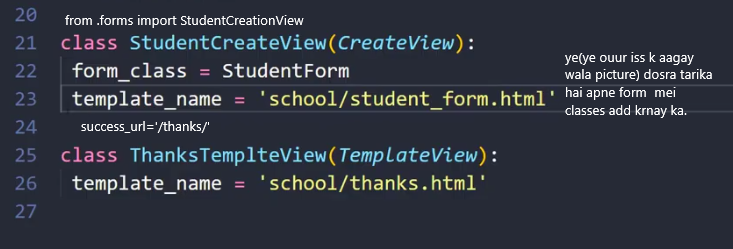 20 from .forms import StudentCreationView
21 class StudentCreateView(CreateView):
22 form_class = StudentForm
23 template_name = 'school/student_form.html'
24 success_url='/thanks/'
25 class ThanksTemplteView(TemplateView):
26 template_name = 'school/thanks.html'
27
ye(ye ouur iss k aagay
wala picture) dosra tarika
hai apne form mei
classes add krnay ka.